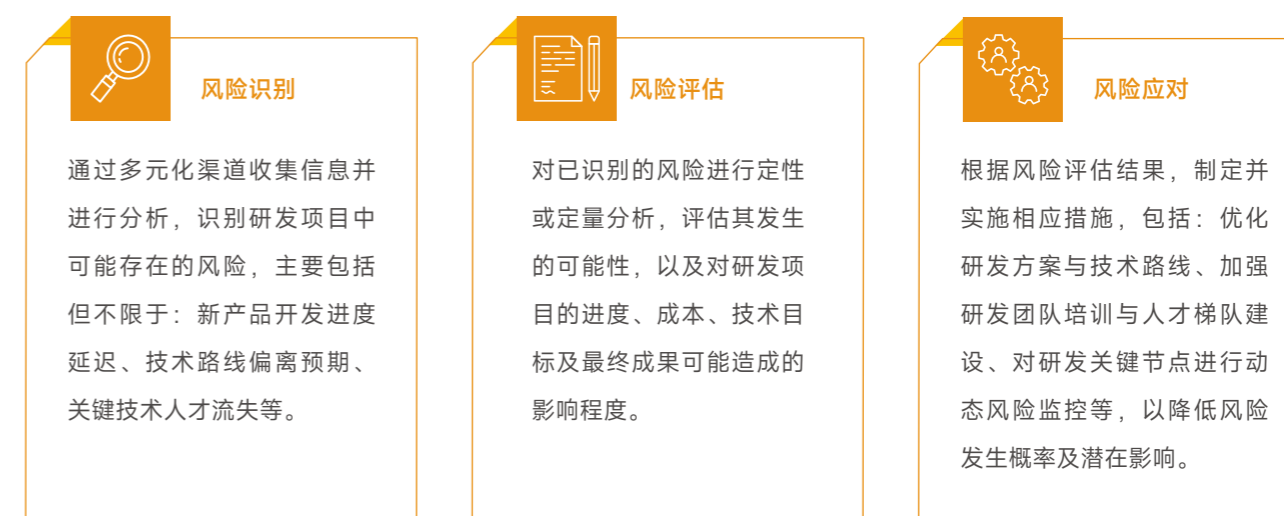 风险识别
通过多元化渠道收集信息并
进行分析，识别研发项目中
可能存在的风险，主要包括
但不限于：新产品开发进度
延迟、技术路线偏离预期、
关键技术人才流失等。
风险评估
对已识别的风险进行定性
或定量分析，评估其发生
的可能性，以及对研发项
目的进度、成本、技术目
标及最终成果可能造成的
影响程度。
风险应对
根据风险评估结果，制定并
实施相应措施，包括：优化
研发方案与技术路线、加强
研发团队培训与人才梯队建
设、对研发关键节点进行动
态风险监控等，以降低风险
发生概率及潜在影响。